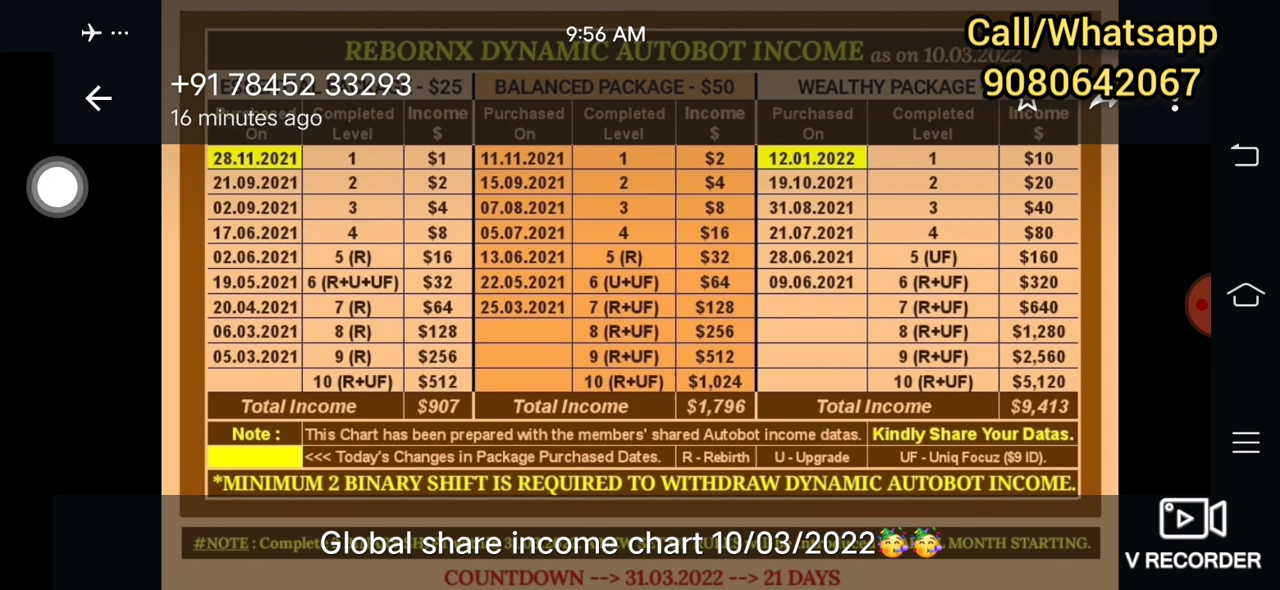 9:56 AM
Call/Whatsapp
9080642067
REBORNX DYNAMIC AUTOBOT INCOME as on 10.03.2022
+91 78452 33293
16 minutes ago
- $25 BALANCED PACKAGE - $50 WEALTHY PACKAGE
Purchased On Completed Level Income $ Purchased On Completed Level Income $ Purchased On Completed Level Income $
28.11.2021 1 $1 11.11.2021 1 $2 12.01.2022 1 $10
21.09.2021 2 $2 15.09.2021 2 $4 19.10.2021 2 $20
02.09.2021 3 $4 07.08.2021 3 $8 31.08.2021 3 $40
17.06.2021 4 $8 05.07.2021 4 $16 21.07.2021 4 $80
02.06.2021 5 (R) $16 13.06.2021 5 (R) $32 28.06.2021 5 (UF) $160
19.05.2021 6 (R+U+UF) $32 22.05.2021 6 (U+UF) $64 09.06.2021 6 (R+UF) $320
20.04.2021 7 (R) $64 25.03.2021 7 (R+UF) $128 7 (R+UF) $640
06.03.2021 8 (R) $128 8 (R+UF) $256 8 (R+UF) $1,280
05.03.2021 9 (R) $256 9 (R+UF) $512 9 (R+UF) $2,560
10 (R+UF) $512 10 (R+UF) $1,024 10 (R+UF) $5,120
Total Income $907 Total Income $1,796 Total Income $9,413
Note : This Chart has been prepared with the members' shared Autobot income datas. Kindly Share Your Datas.
<<< Today's Changes in Package Purchased Dates. R - Rebirth U - Upgrade UF - Uniq Focuz ($9 ID).
*MINIMUM 2 BINARY SHIFT IS REQUIRED TO WITHDRAW DYNAMIC AUTOBOT INCOME.
#NOTE : MONTH STARTING.
Global share income chart 10/03/2022🥳🥳
COUNTDOWN --> 31.03.2022 --> 21 DAYS
V RECORDER